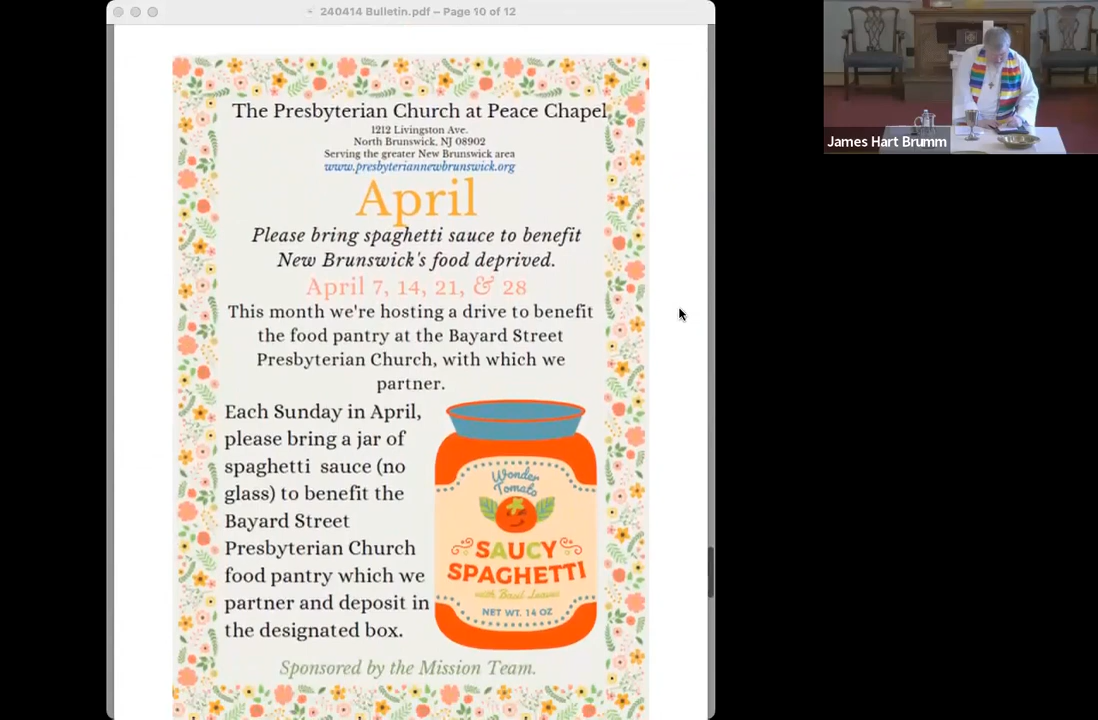 240414 Bulletin.pdf – Page 10 of 12
The Presbyterian Church at Peace Chapel
1212 Livingston Ave.
North Brunswick, NJ 08902
Serving the greater New Brunswick area
www.presbyteriannewbrunswick.org
April
Please bring spaghetti sauce to benefit
New Brunswick's food deprived.
April 7, 14, 21, & 28
This month we're hosting a drive to benefit
the food pantry at the Bayard Street
Presbyterian Church, with which we
partner.
Each Sunday in April,
please bring a jar of
spaghetti  sauce (no
glass) to benefit the
Bayard Street
Presbyterian Church
food pantry which we
partner and deposit in
the designated box.
Wonder
Tomato
SAUCY
SPAGHETTI
with Basil Leaves
NET WT. 14 OZ
Sponsored by the Mission Team.
James Hart Brumm